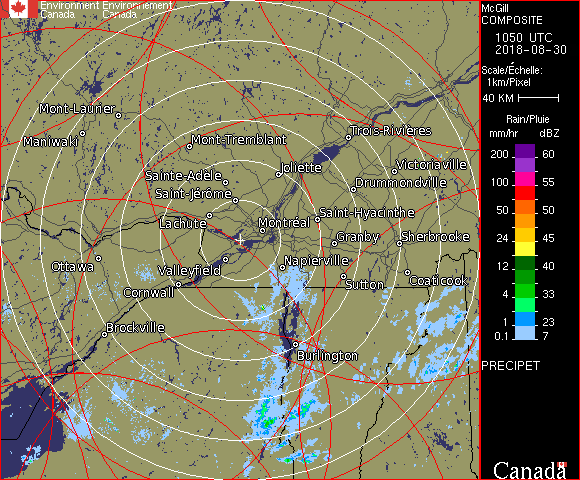 Environment Environnement
Canada Canada
McGill
COMPOSITE
1050 UTC
2018-08-30
Scale/Échelle:
1km/Pixel
40 KM
Rain/Pluie
mm/hr dBZ
200 60
100 55
75 53
50 50
24 45
12 40
4 33
1 23
0.1 7
PRECIPET
Canada
Mont-Laurier
Maniwaki
Mont-Tremblant
Trois-Rivières
Joliette
Victoriaville
Sainte-Adèle
Drummondville
Saint-Jérôme
Lachute
Saint-Hyacinthe
Montréal
Granby
Sherbrooke
Ottawa
Valleyfield
Napierville
Cornwall
Sutton
Coaticook
Brockville
Burlington